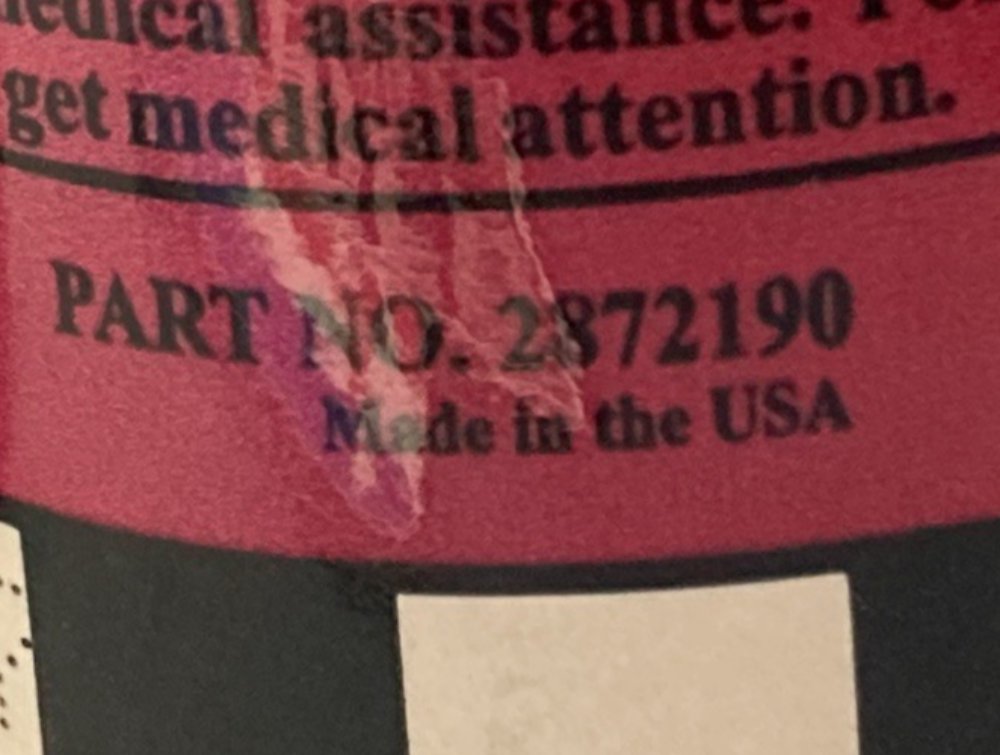 medical assistance.
get medical attention.
PART NO. 2872190
Made in the USA